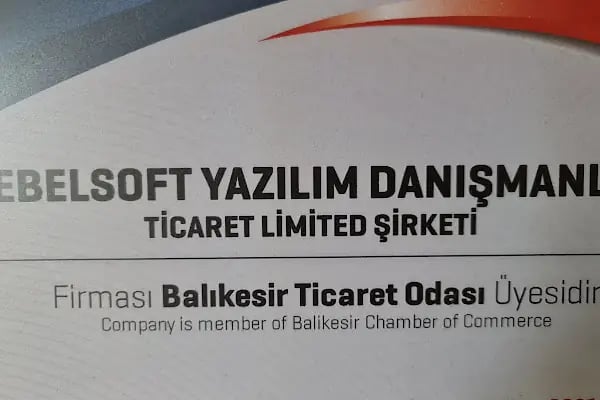 EBELSOFT YAZILIM DANIŞMANL
TİCARET LİMİTED ŞİRKETİ
Firması Balıkesir Ticaret Odası Üyesidir
Company is member of Balikesir Chamber of Commerce